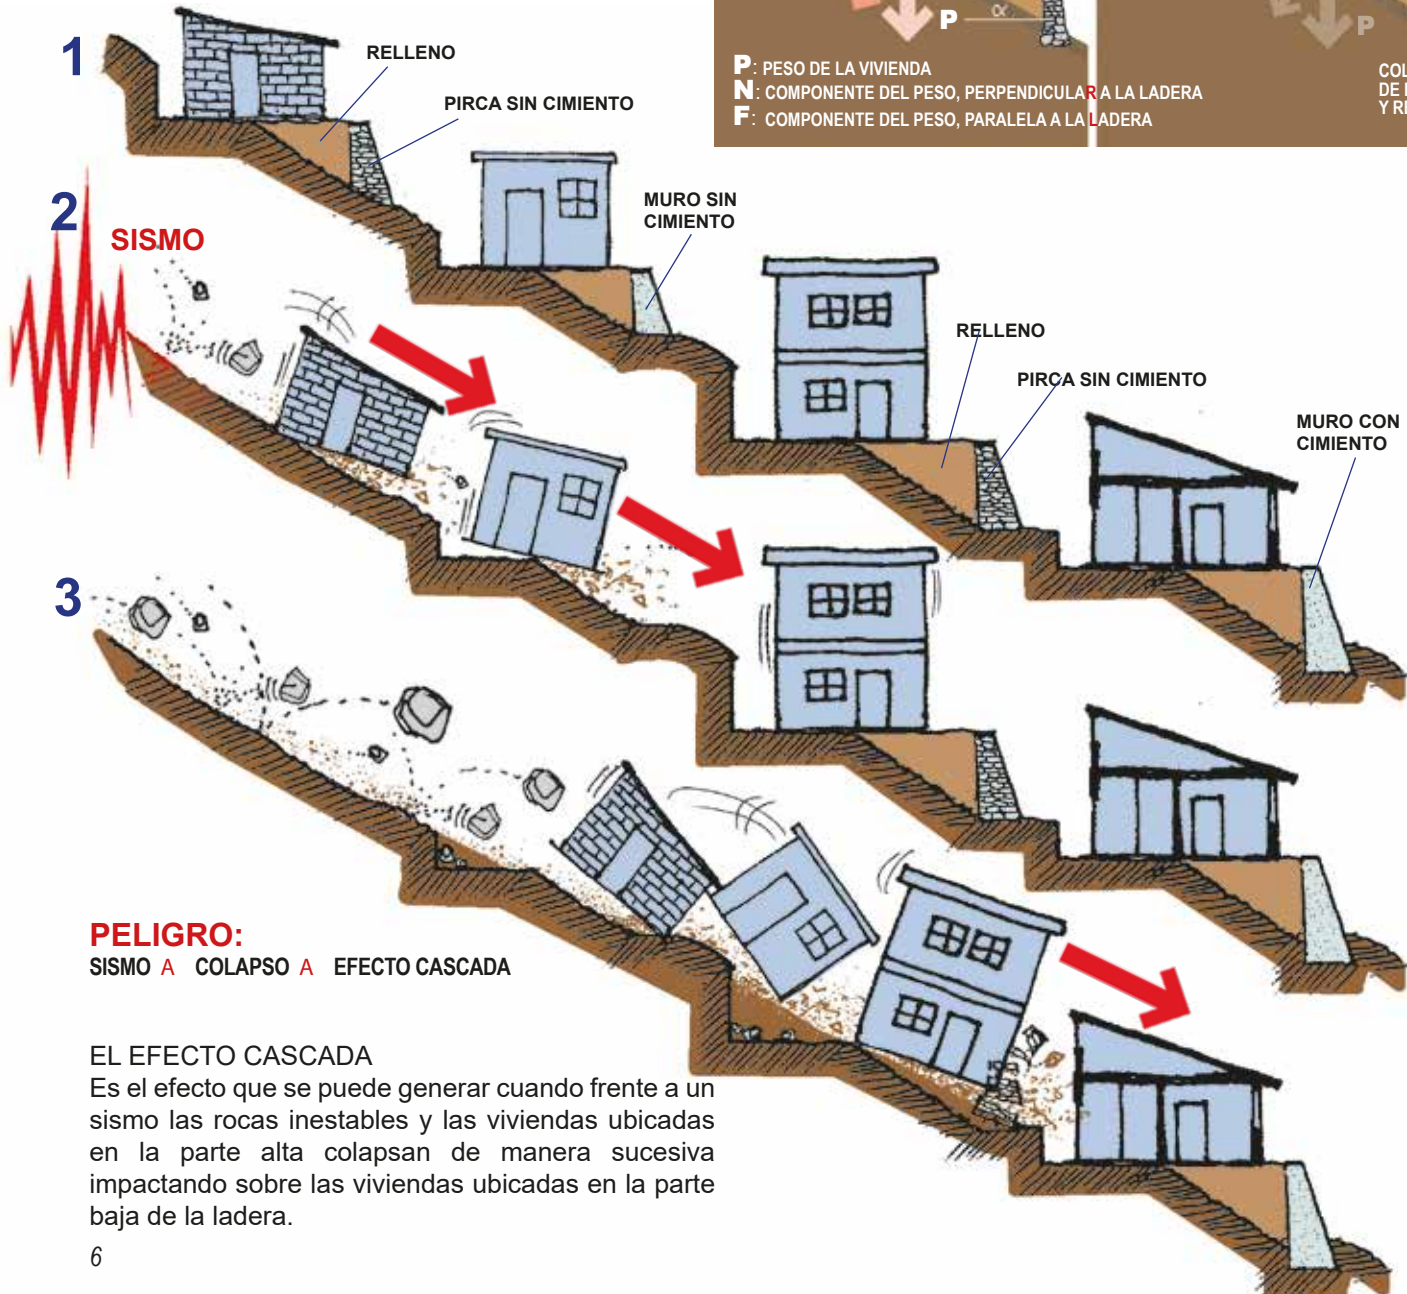 P α
P
P: PESO DE LA VIVIENDA
N: COMPONENTE DEL PESO, PERPENDICULAR A LA LADERA
F: COMPONENTE DEL PESO, PARALELA A LA LADERA
1
RELLENO
PIRCA SIN CIMIENTO
MURO SIN
CIMIENTO
RELLENO
PIRCA SIN CIMIENTO
MURO CON
CIMIENTO
2
SISMO
3
PELIGRO:
SISMO A COLAPSO A EFECTO CASCADA
EL EFECTO CASCADA
Es el efecto que se puede generar cuando frente a un
sismo las rocas inestables y las viviendas ubicadas
en la parte alta colapsan de manera sucesiva
impactando sobre las viviendas ubicadas en la parte
baja de la ladera.
6